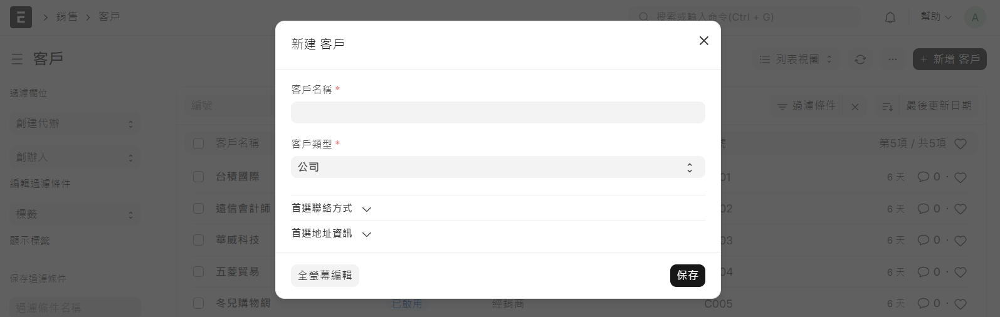 E > 銷售 > 客戶
搜索或輸入命令(Ctrl + G)
幫助
A
客戶
列表視圖
...
+ 新增 客戶
過濾欄位
創建代辦
創辦人
編輯過濾條件
標籤
顯示標籤
保存過濾條件
過濾條件名稱
編號
過濾條件
最後更新日期
客戶名稱
號
第5項 / 共5項
台積國際
01
6 天
0 ·
遠信會計師
02
6 天
0 ·
華威科技
03
6 天
0 ·
五菱貿易
04
6 天
0 ·
冬兒購物網
已啟用
經銷商
C005
6 天
0 ·
新建 客戶
客戶名稱 *
客戶類型 *
公司
首選聯絡方式
首選地址資訊
全螢幕編輯
保存